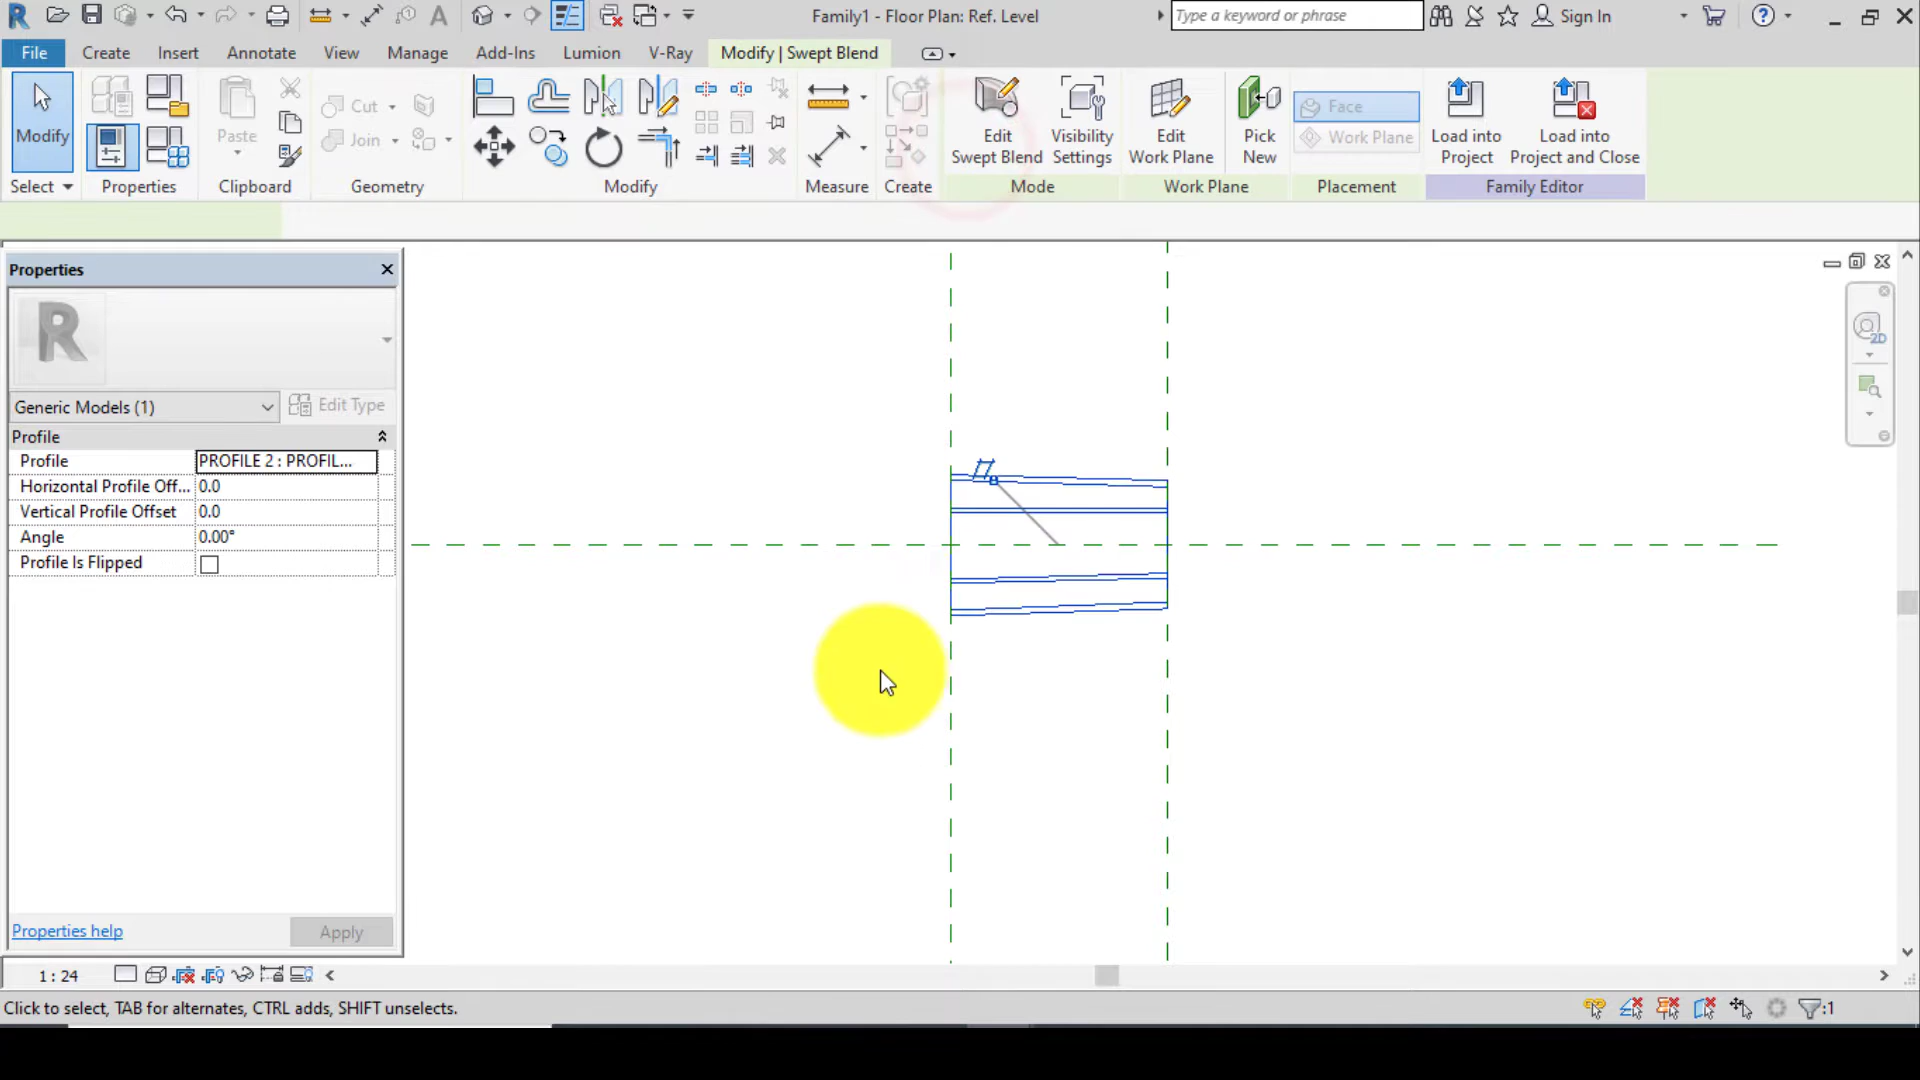 Family1 - Floor Plan: Ref. Level
Type a keyword or phrase
Sign In
File
Create
Insert
Annotate
View
Manage
Add-Ins
Lumion
V-Ray
Modify | Swept Blend
Modify
Paste
Cut
Join
Edit
Swept Blend
Visibility
Settings
Edit
Work Plane
Pick
New
Face
Work Plane
Load into
Project
Load into
Project and Close
Select
Properties
Clipboard
Geometry
Modify
Measure
Create
Mode
Work Plane
Placement
Family Editor
Properties
R
Generic Models (1)
Edit Type
Profile
Profile PROFILE 2 : PROFIL...
Horizontal Profile Off... 0.0
Vertical Profile Offset 0.0
Angle 0.00°
Profile Is Flipped
Properties help
Apply
2D
1 : 24
Click to select, TAB for alternates, CTRL adds, SHIFT unselects.
:1